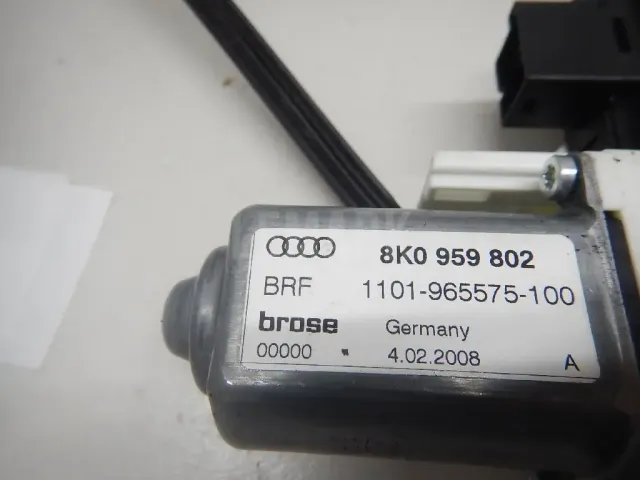 8K0 959 802
BRF 1101-965575-100
brose Germany
00000 4.02.2008 A